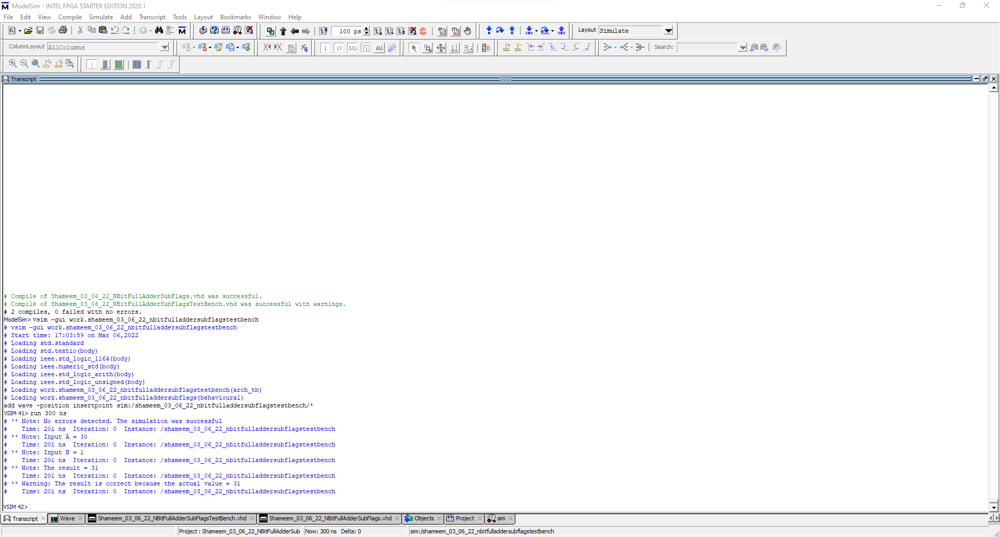 ModelSim - INTEL FPGA STARTER EDITION 2020.1
File Edit View Compile Simulate Add Transcript Tools Layout Bookmarks Window Help
100 ps
Layout Simulate
ColumnLayout AllColumns
ALL
Search:
Transcript
# Compile of Shameem_03_06_22_NBitFullAdderSubFlags.vhd was successful.
# Compile of Shameem_03_06_22_NBitFullAdderSubFlagsTestBench.vhd was successful with warnings.
# 2 compiles, 0 failed with no errors.
ModelSim> vsim -gui work.shameem_03_06_22_nbitfulladdersubflagstestbench
# vsim -gui work.shameem_03_06_22_nbitfulladdersubflagstestbench
# Start time: 17:03:59 on Mar 06,2022
# Loading std.standard
# Loading std.textio(body)
# Loading ieee.std_logic_1164(body)
# Loading ieee.numeric_std(body)
# Loading ieee.std_logic_arith(body)
# Loading ieee.std_logic_unsigned(body)
# Loading work.shameem_03_06_22_nbitfulladdersubflagstestbench(arch_tb)
# Loading work.shameem_03_06_22_nbitfulladdersubflags(behavioural)
add wave -position insertpoint sim:/shameem_03_06_22_nbitfulladdersubflagstestbench/*
VSIM 41> run 300 ns
# ** Note: No errors detected. The simulation was successful
#    Time: 201 ns  Iteration: 0  Instance: /shameem_03_06_22_nbitfulladdersubflagstestbench
# ** Note: Input A = 30
#    Time: 201 ns  Iteration: 0  Instance: /shameem_03_06_22_nbitfulladdersubflagstestbench
# ** Note: Input B = 1
#    Time: 201 ns  Iteration: 0  Instance: /shameem_03_06_22_nbitfulladdersubflagstestbench
# ** Note: The result = 31
#    Time: 201 ns  Iteration: 0  Instance: /shameem_03_06_22_nbitfulladdersubflagstestbench
# ** Warning: The result is correct because the actual value = 31
#    Time: 201 ns  Iteration: 0  Instance: /shameem_03_06_22_nbitfulladdersubflagstestbench
VSIM 42>
Transcript Wave Shameem_03_06_22_NBitFullAdderSubFlagsTestBench.vhd Shameem_03_06_22_NBitFullAdderSubFlags.vhd Objects Project sim
Project : Shameem_03_06_22_NBitFullAdderSub Now: 300 ns Delta: 0 sim:/shameem_03_06_22_nbitfulladdersubflagstestbench